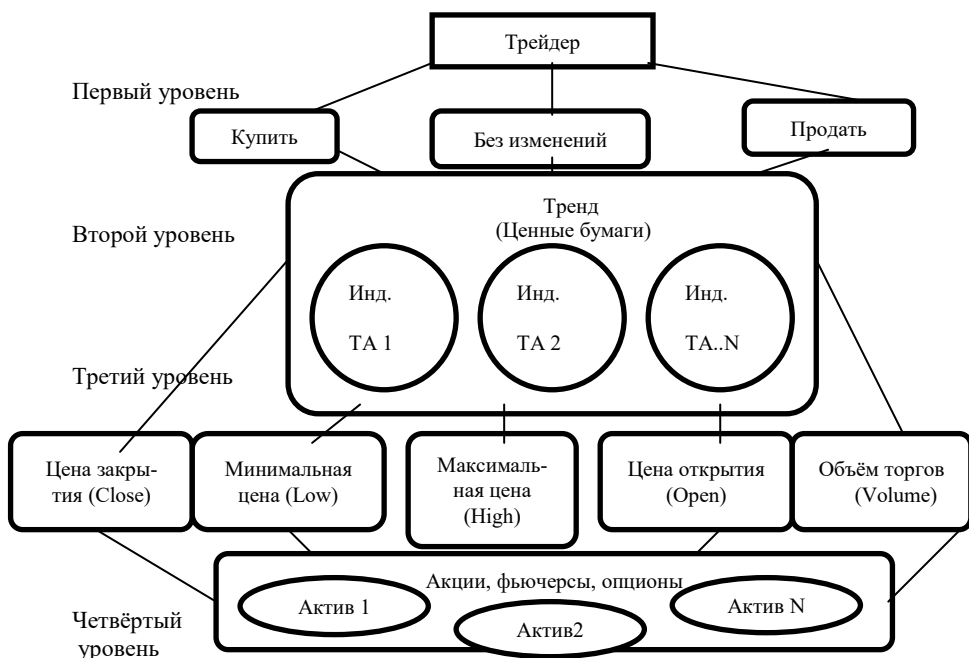 Трейдер
Первый уровень
Купить
Без изменений
Продать
Второй уровень
Тренд
(Ценные бумаги)
Инд.
ТА 1
Инд.
ТА 2
Инд.
ТА..N
Третий уровень
Цена закры-
тия (Close)
Минимальная
цена (Low)
Максималь-
ная цена
(High)
Цена открытия
(Open)
Объём торгов
(Volume)
Акции, фьючерсы, опционы
Актив 1
Актив2
Актив N
Четвёртый
уровень